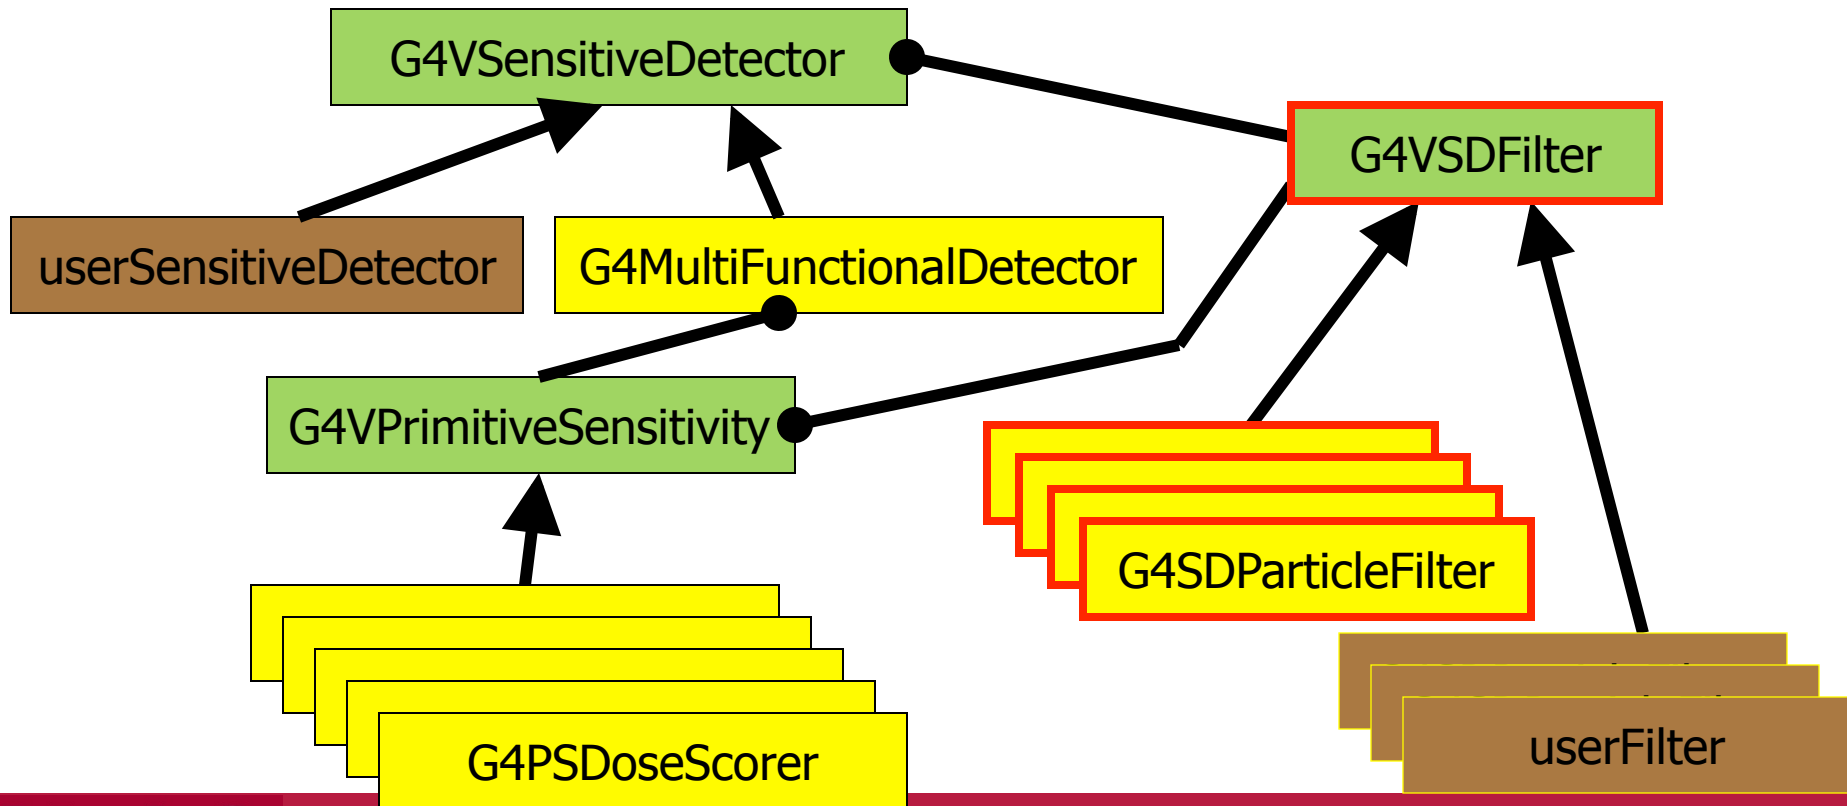 G4VSensitiveDetector
G4VSDFilter
userSensitiveDetector
G4MultiFunctionalDetector
G4VPrimitiveSensitivity
G4SDParticleFilter
userFilter
G4PSDoseScorer